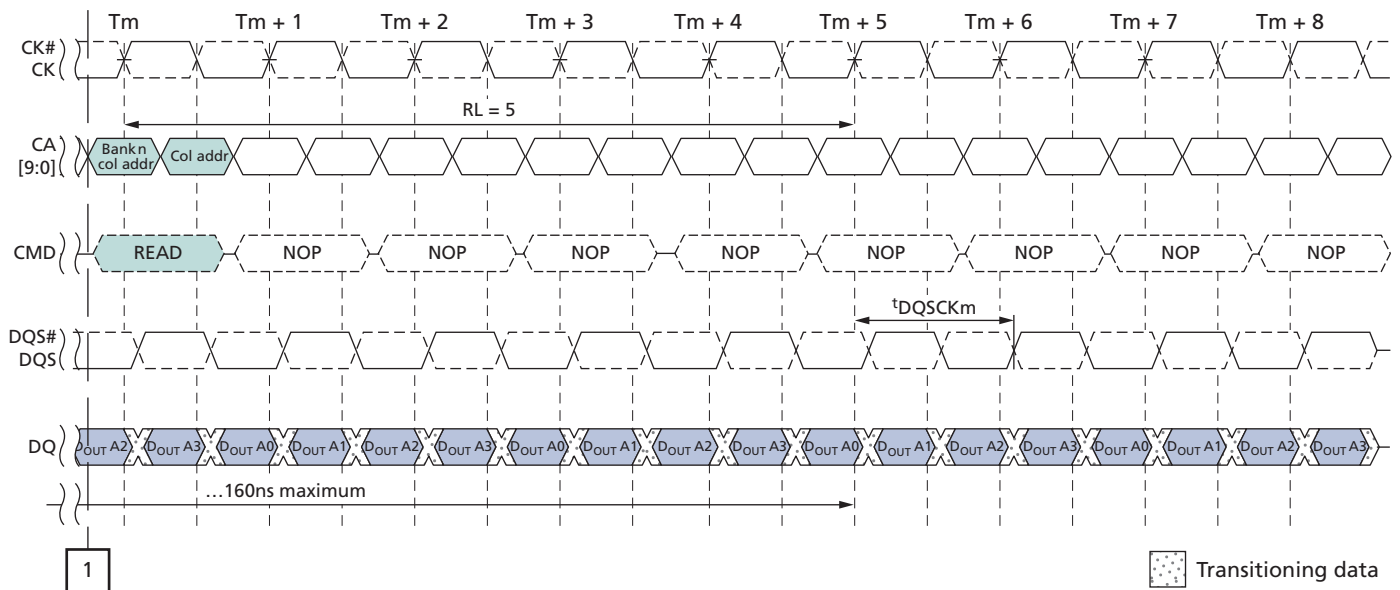 Tm Tm + 1 Tm + 2 Tm + 3 Tm + 4 Tm + 5 Tm + 6 Tm + 7 Tm + 8
CK#
CK
RL = 5
CA
[9:0]
Bank n
col addr
Col addr
CMD READ NOP NOP NOP NOP NOP NOP NOP NOP
tDQSCKm
DQS#
DQS
DQ DOUT A2 DOUT A3 DOUT A0 DOUT A1 DOUT A2 DOUT A3 DOUT A0 DOUT A1 DOUT A2 DOUT A3 DOUT A0 DOUT A1 DOUT A2 DOUT A3 DOUT A0 DOUT A1 DOUT A2 DOUT A3
...160ns maximum
1
Transitioning data